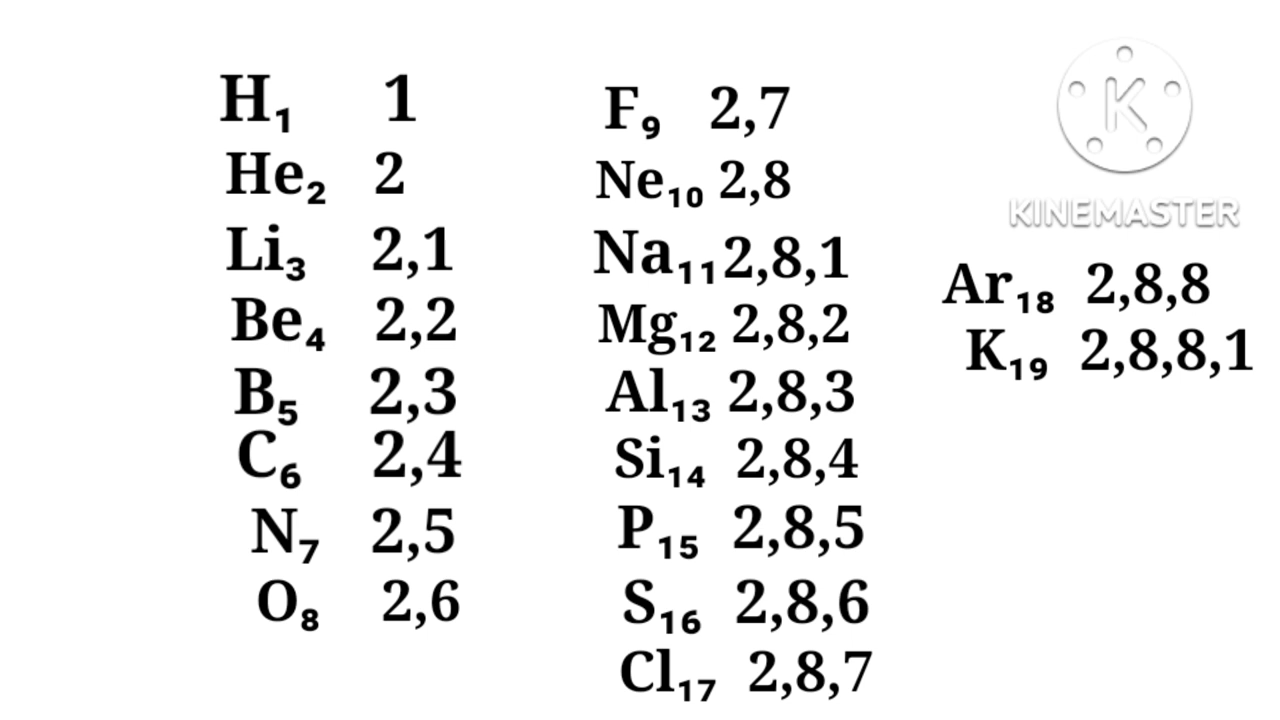 H₁ 1
He₂ 2
Li₃ 2,1
Be₄ 2,2
B₅ 2,3
C₆ 2,4
N₇ 2,5
O₈ 2,6
F₉ 2,7
Ne₁₀ 2,8
Na₁₁ 2,8,1
Mg₁₂ 2,8,2
Al₁₃ 2,8,3
Si₁₄ 2,8,4
P₁₅ 2,8,5
S₁₆ 2,8,6
Cl₁₇ 2,8,7
K
KINEMASTER
Ar₁₈ 2,8,8
K₁₉ 2,8,8,1